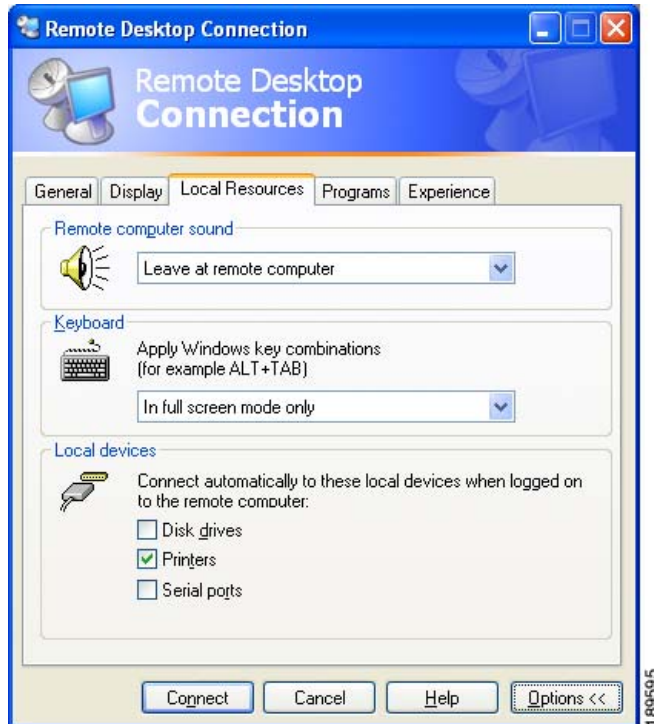 Remote Desktop Connection
Remote Desktop
Connection
General Display Local Resources Programs Experience
Remote computer sound
Leave at remote computer
Keyboard
Apply Windows key combinations
(for example ALT+TAB)
In full screen mode only
Local devices
Connect automatically to these local devices when logged on
to the remote computer:
Disk drives
Printers
Serial ports
Connect Cancel Help Options <<
189595